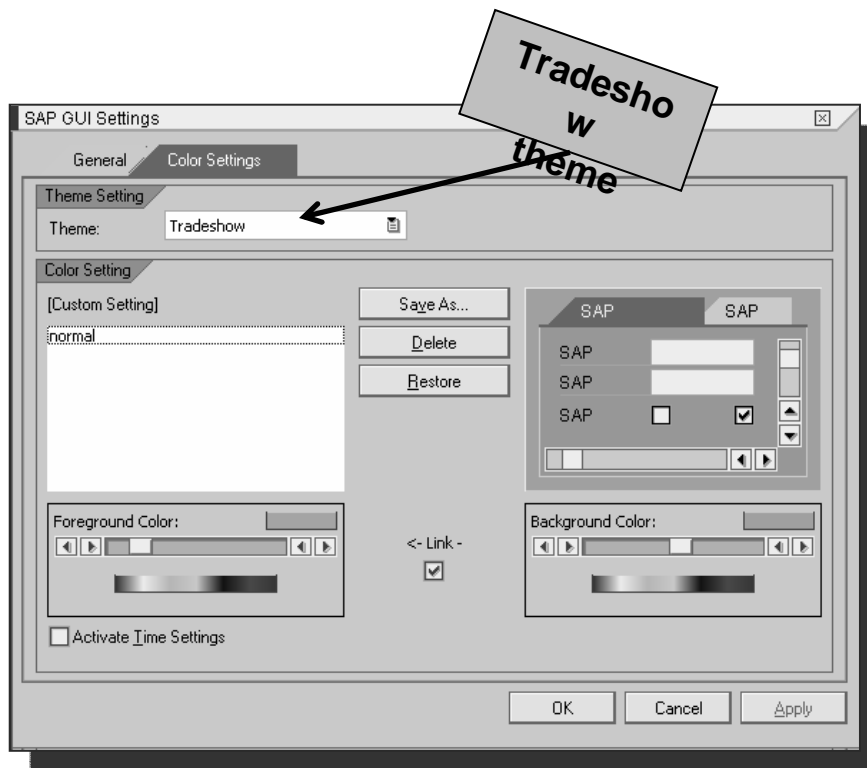 Tradesho
w
theme
SAP GUI Settings
General
Color Settings
Theme Setting
Theme:
Tradeshow
Color Setting
[Custom Setting]
normal
Save As...
Delete
Restore
SAP
SAP
SAP
SAP
SAP
Foreground Color:
<- Link -
Background Color:
Activate Time Settings
OK
Cancel
Apply